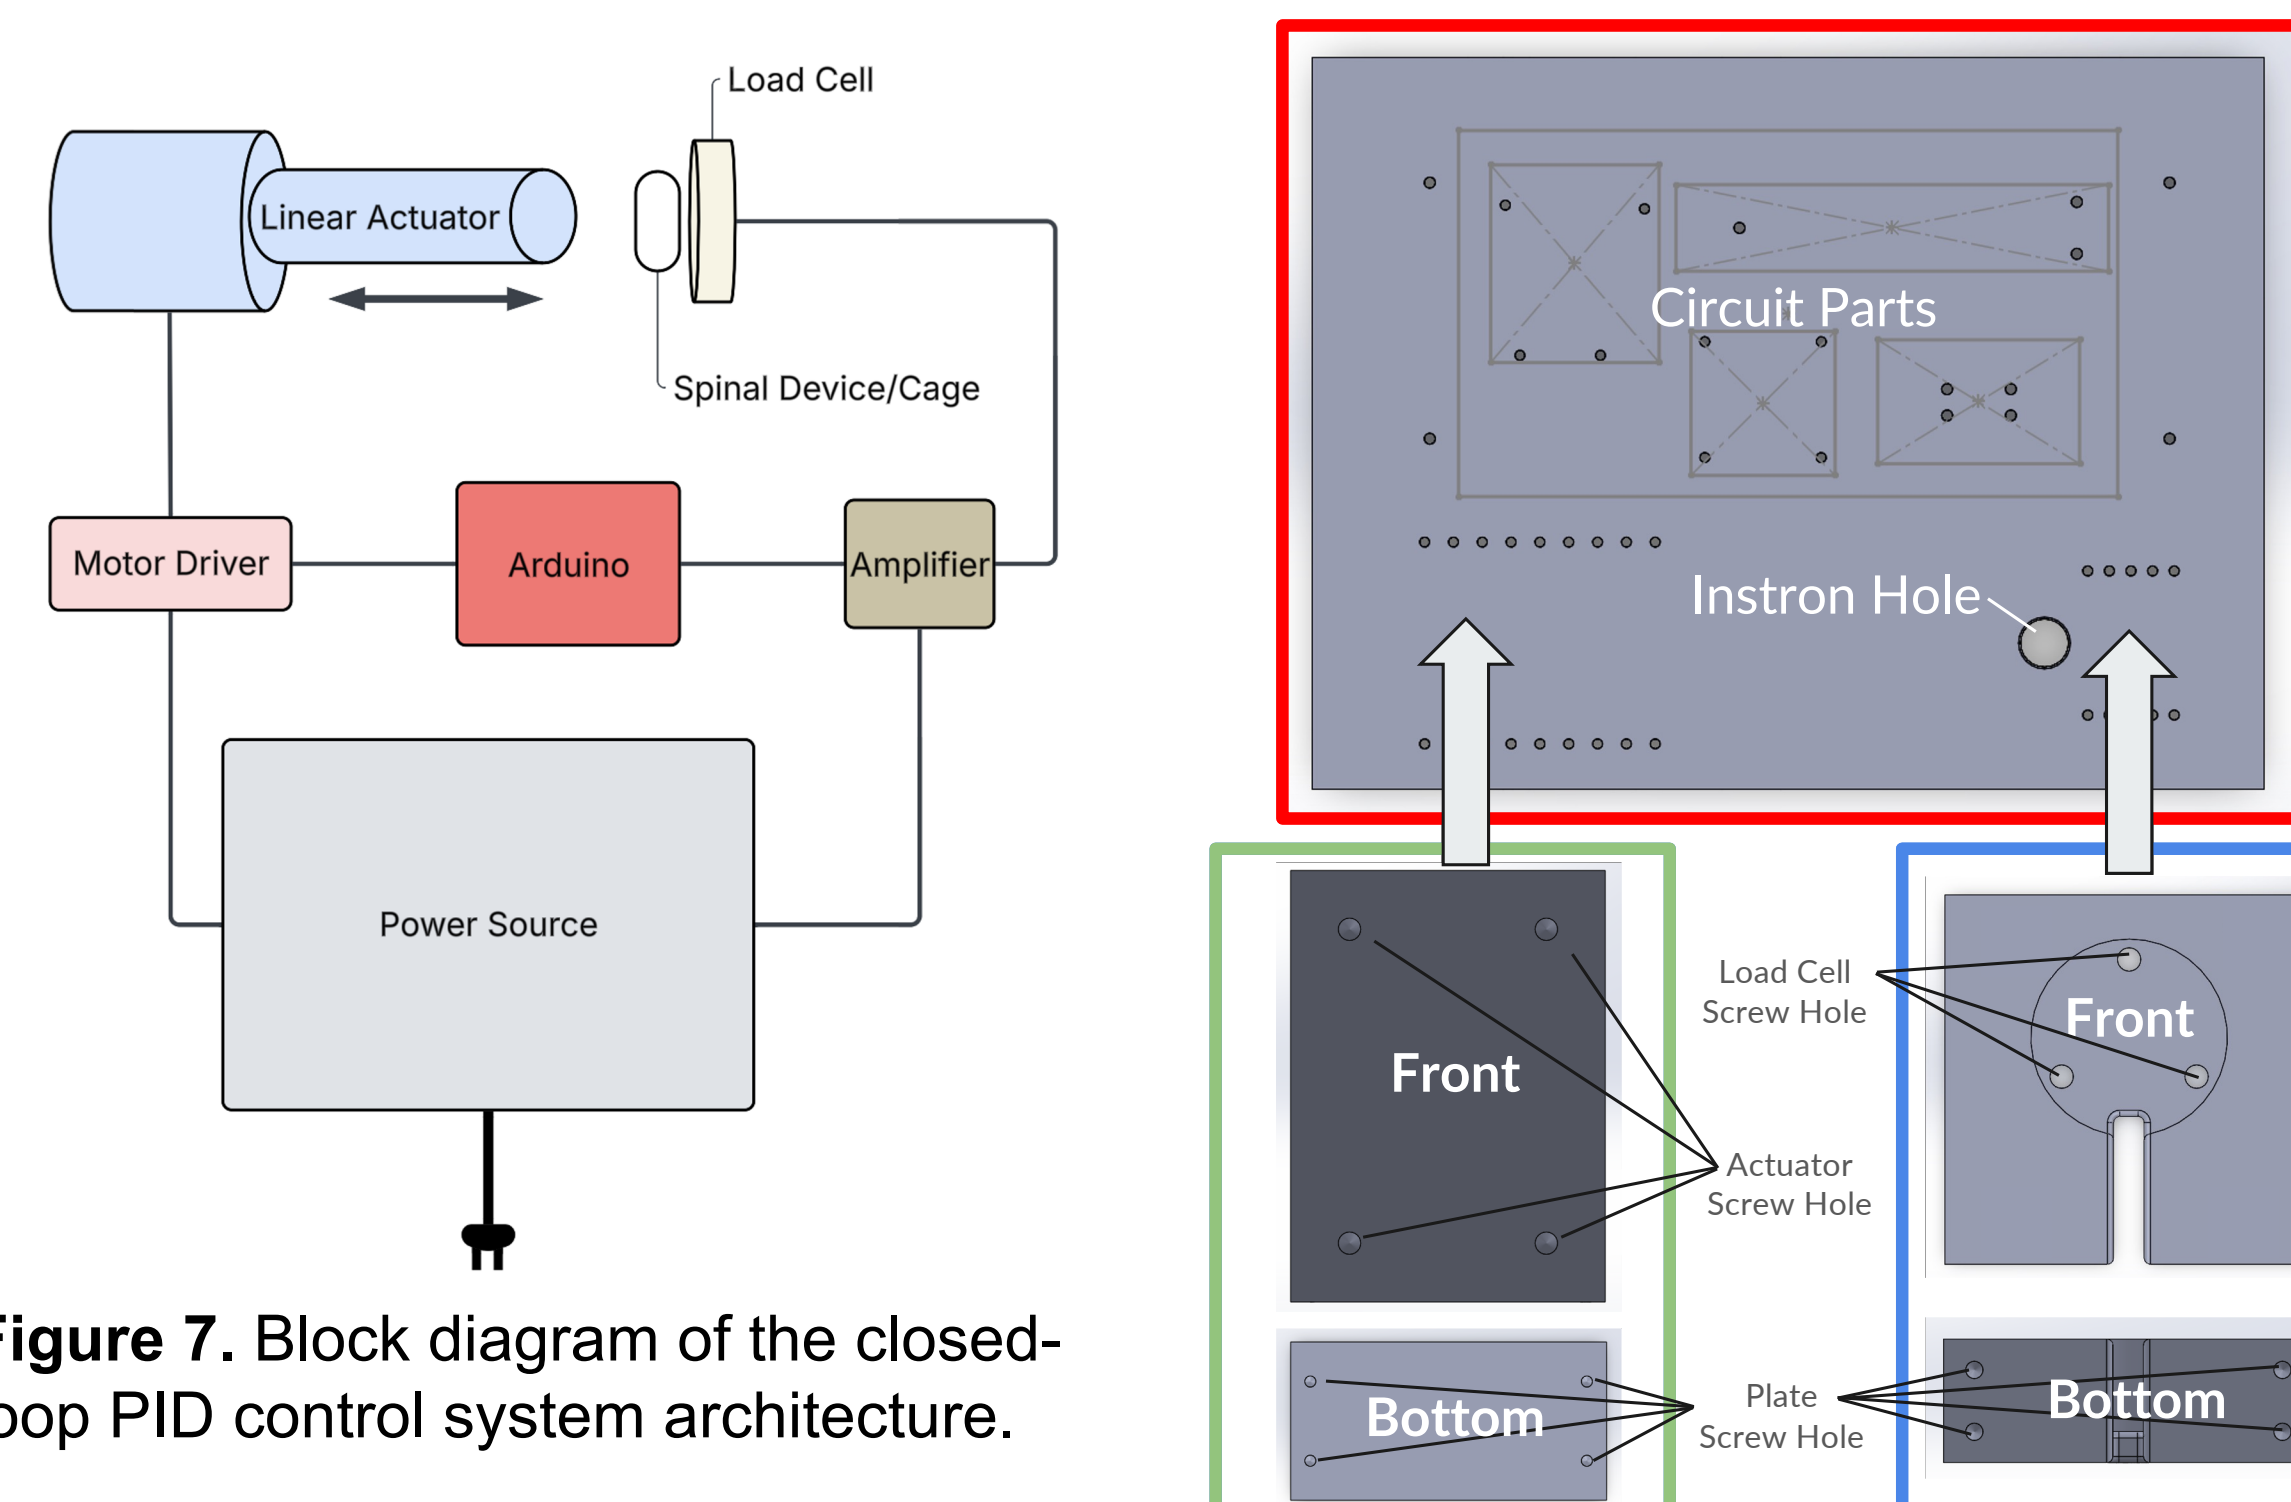 Load Cell
Linear Actuator
Spinal Device/Cage
Motor Driver
Arduino
Amplifier
Power Source
Figure 7. Block diagram of the closed-
loop PID control system architecture.
Circuit Parts
Instron Hole
Front
Load Cell
Screw Hole
Front
Actuator
Screw Hole
Bottom
Plate
Screw Hole
Bottom